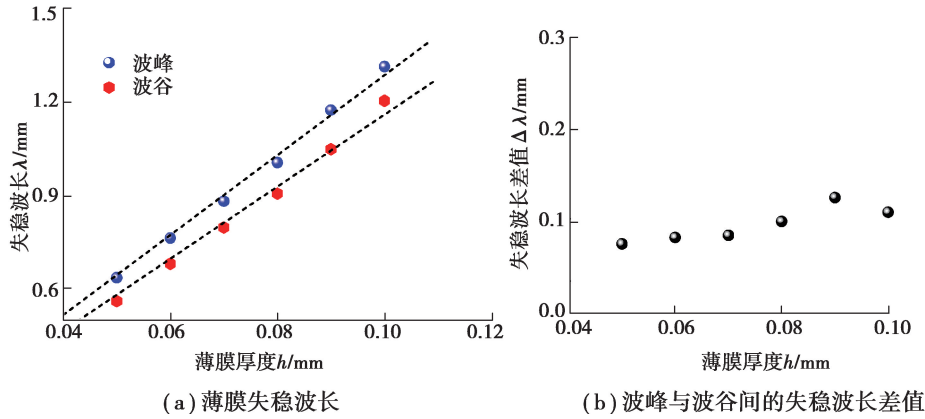 1.5
1.2
0.9
0.6
失稳波长λ/mm
波峰
波谷
0.04
0.06
0.08
0.10
0.12
薄膜厚度h/mm
(a)薄膜失稳波长
0.3
0.2
0.1
0.0
失稳波长差值Δλ/mm
0.04
0.06
0.08
0.10
薄膜厚度h/mm
(b)波峰与波谷间的失稳波长差值